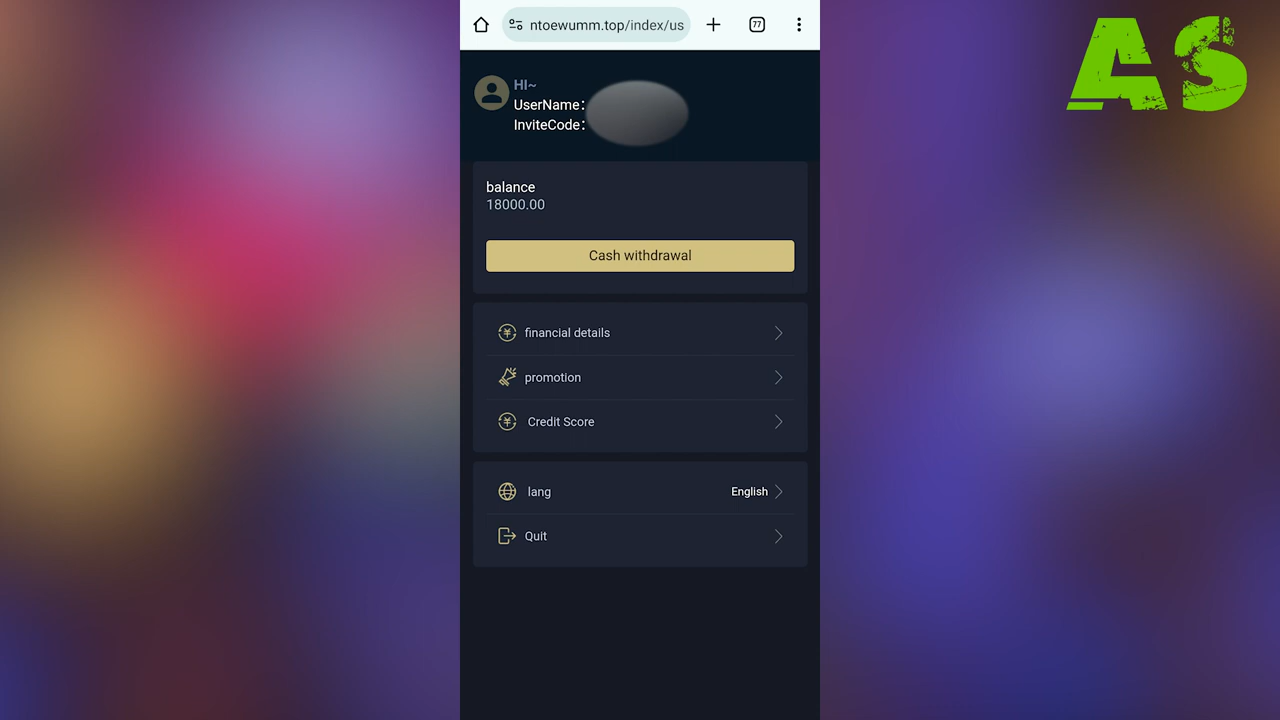 ntoewumm.top/index/us
77
AS
HI~
UserName:
InviteCode:
balance
18000.00
Cash withdrawal
financial details
promotion
Credit Score
lang English
Quit